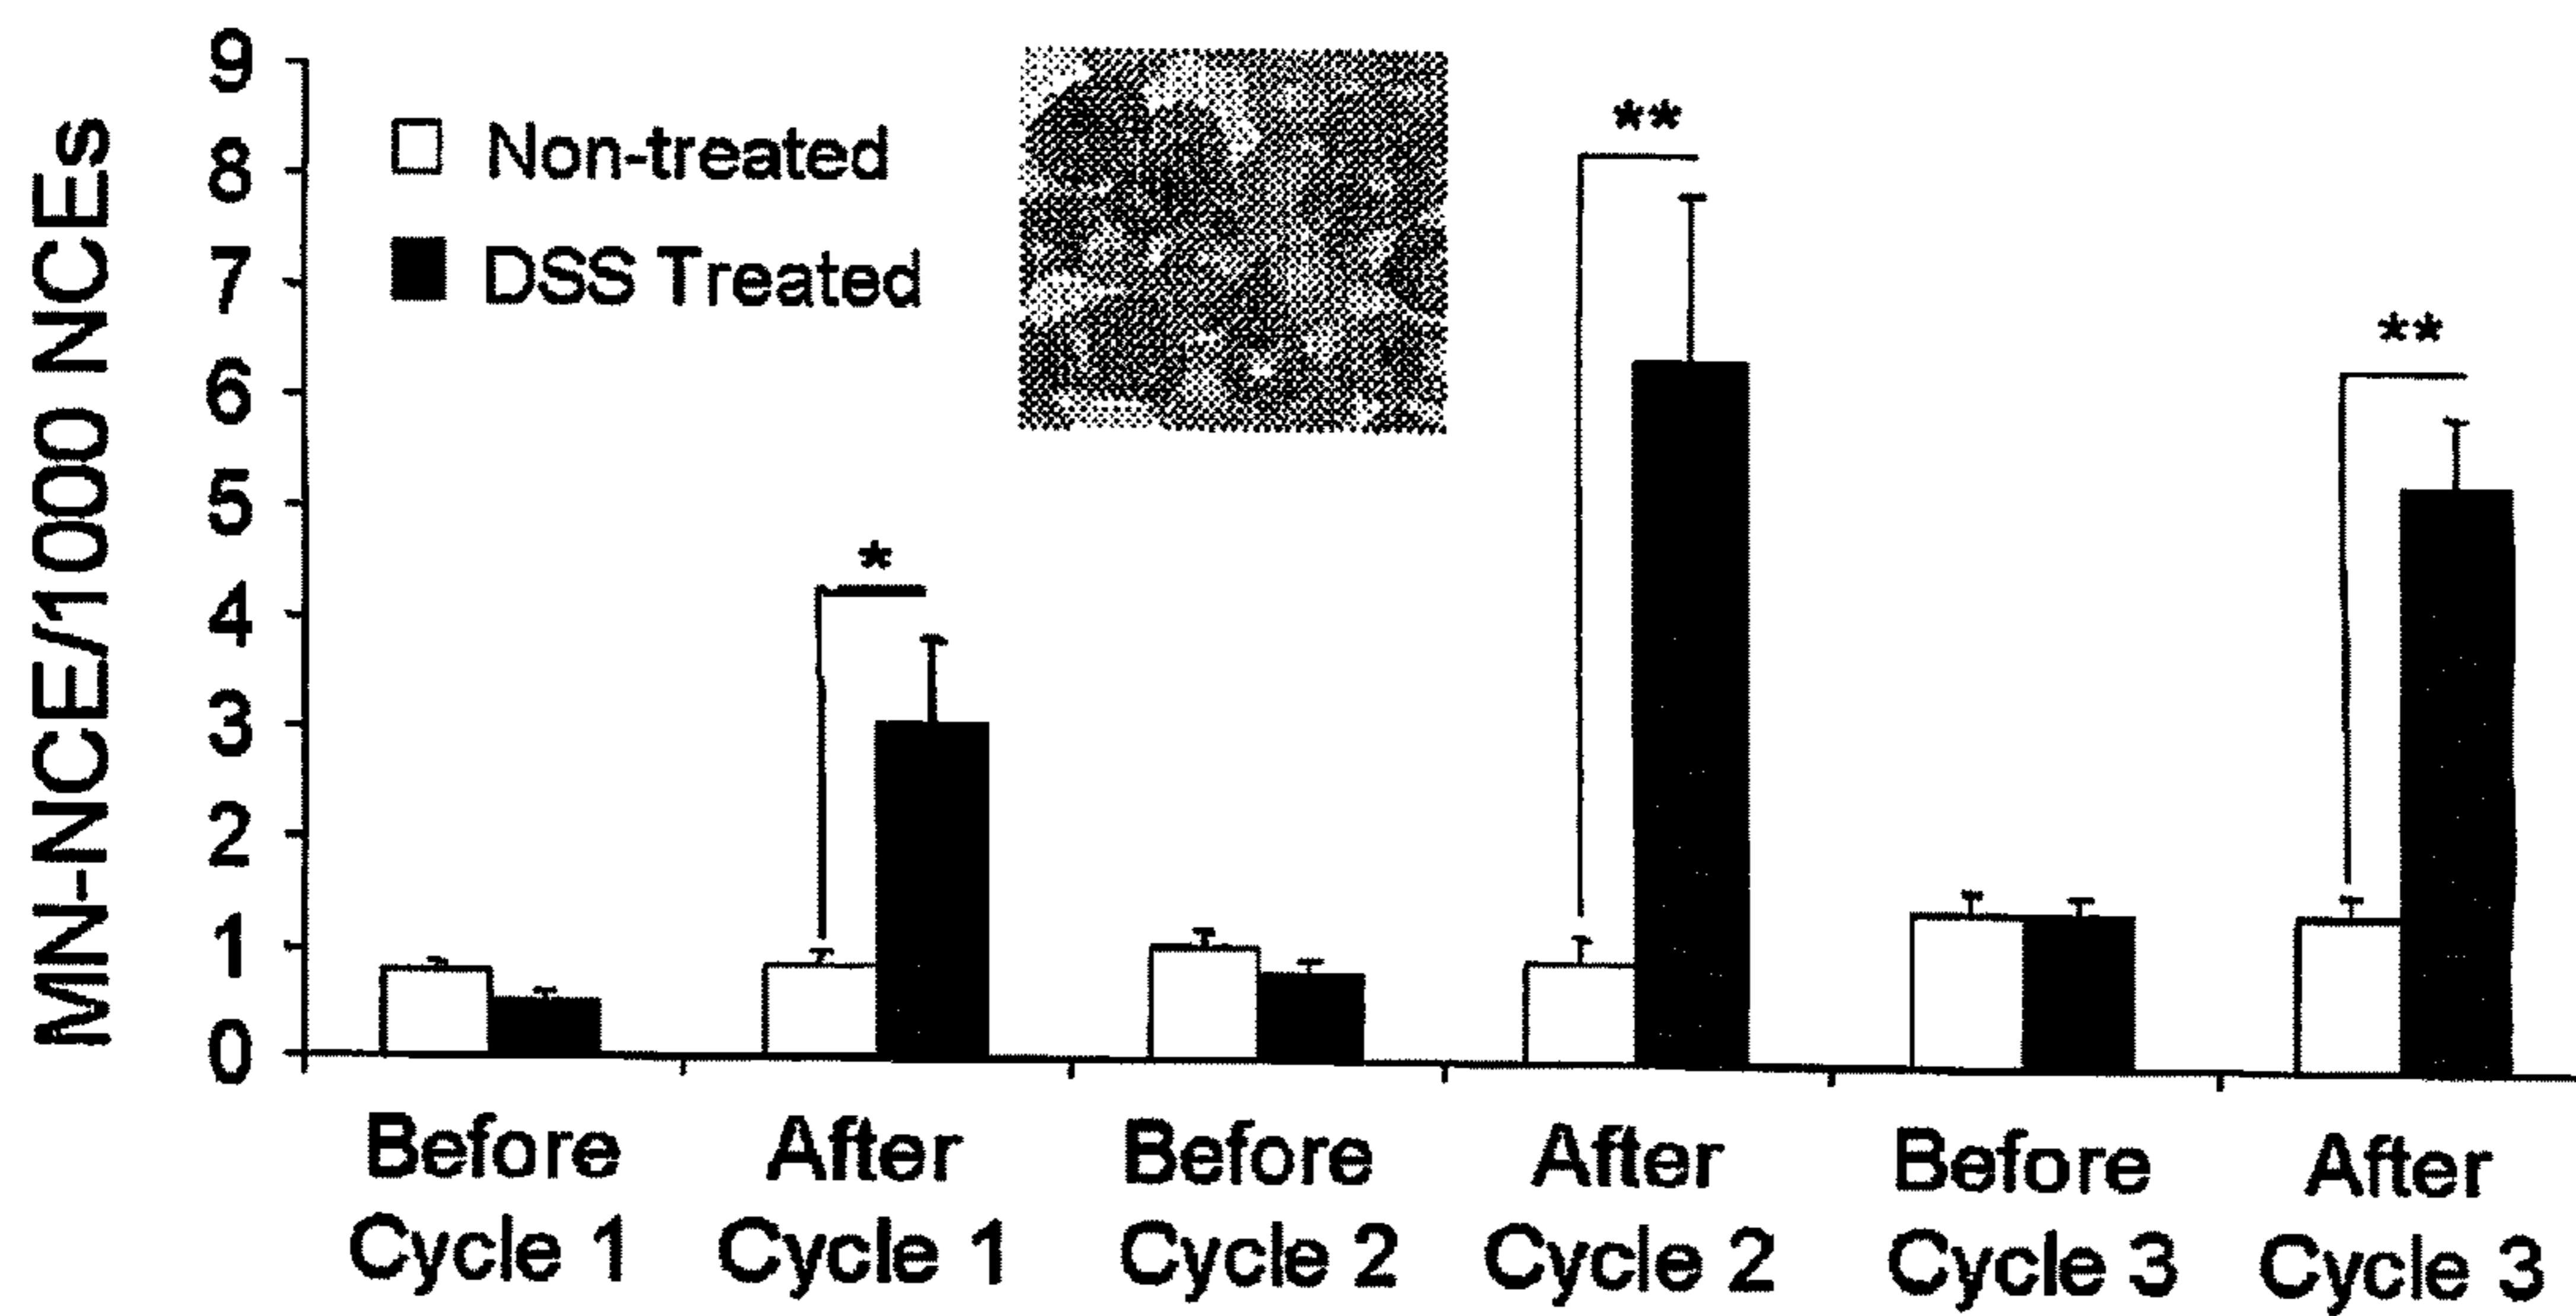 MN-NCE/1000 NCEs
9
8
7
6
5
4
3
2
1
0
Non-treated
DSS Treated
*
**
**
Before Cycle 1
After Cycle 1
Before Cycle 2
After Cycle 2
Before Cycle 3
After Cycle 3